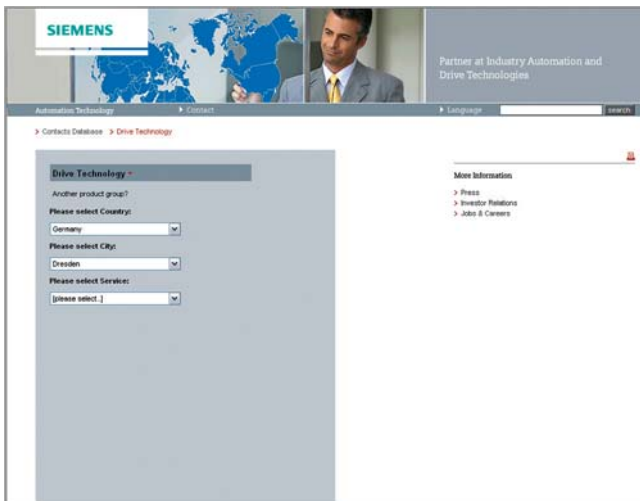 SIEMENS
Partner at Industry Automation and
Drive Technologies
Automation Technology
Contact
Language
search
Contacts Database
Drive Technology
Drive Technology
Another product group?
Please select Country:
Germany
Please select City:
Dresden
Please select Service:
[please select..]
More Information
Press
Investor Relations
Jobs & Careers